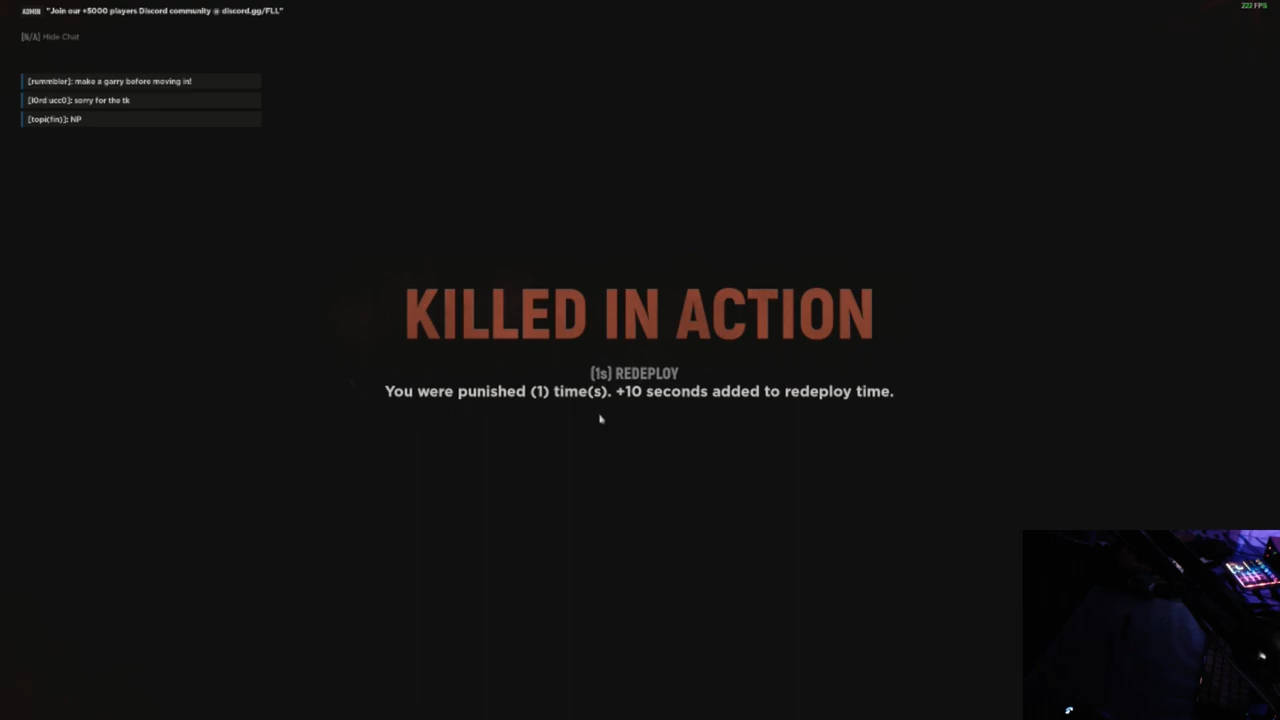 ADMIN "Join our +5000 players Discord community @ discord.gg/FLL"
222 FPS
[N/A] Hide Chat
[rummbler]: make a garry before moving in!
[l0rd ucc0]: sorry for the tk
[topi(fin)]: NP
KILLED IN ACTION
(1s) REDEPLOY
You were punished (1) time(s). +10 seconds added to redeploy time.